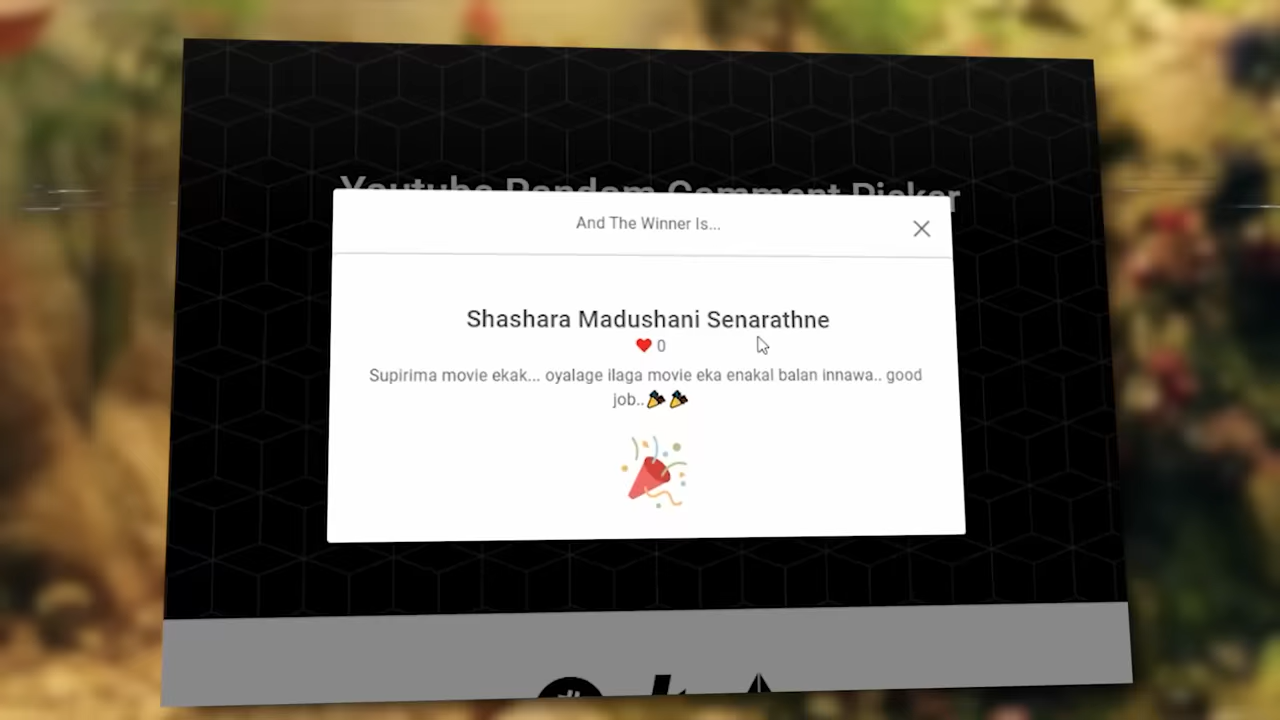 Youtube Random Comment Picker
And The Winner Is...
Shashara Madushani Senarathne
0
Supirima movie ekak... oyalage ilaga movie eka enakal balan innawa.. good
job..🎉🎉